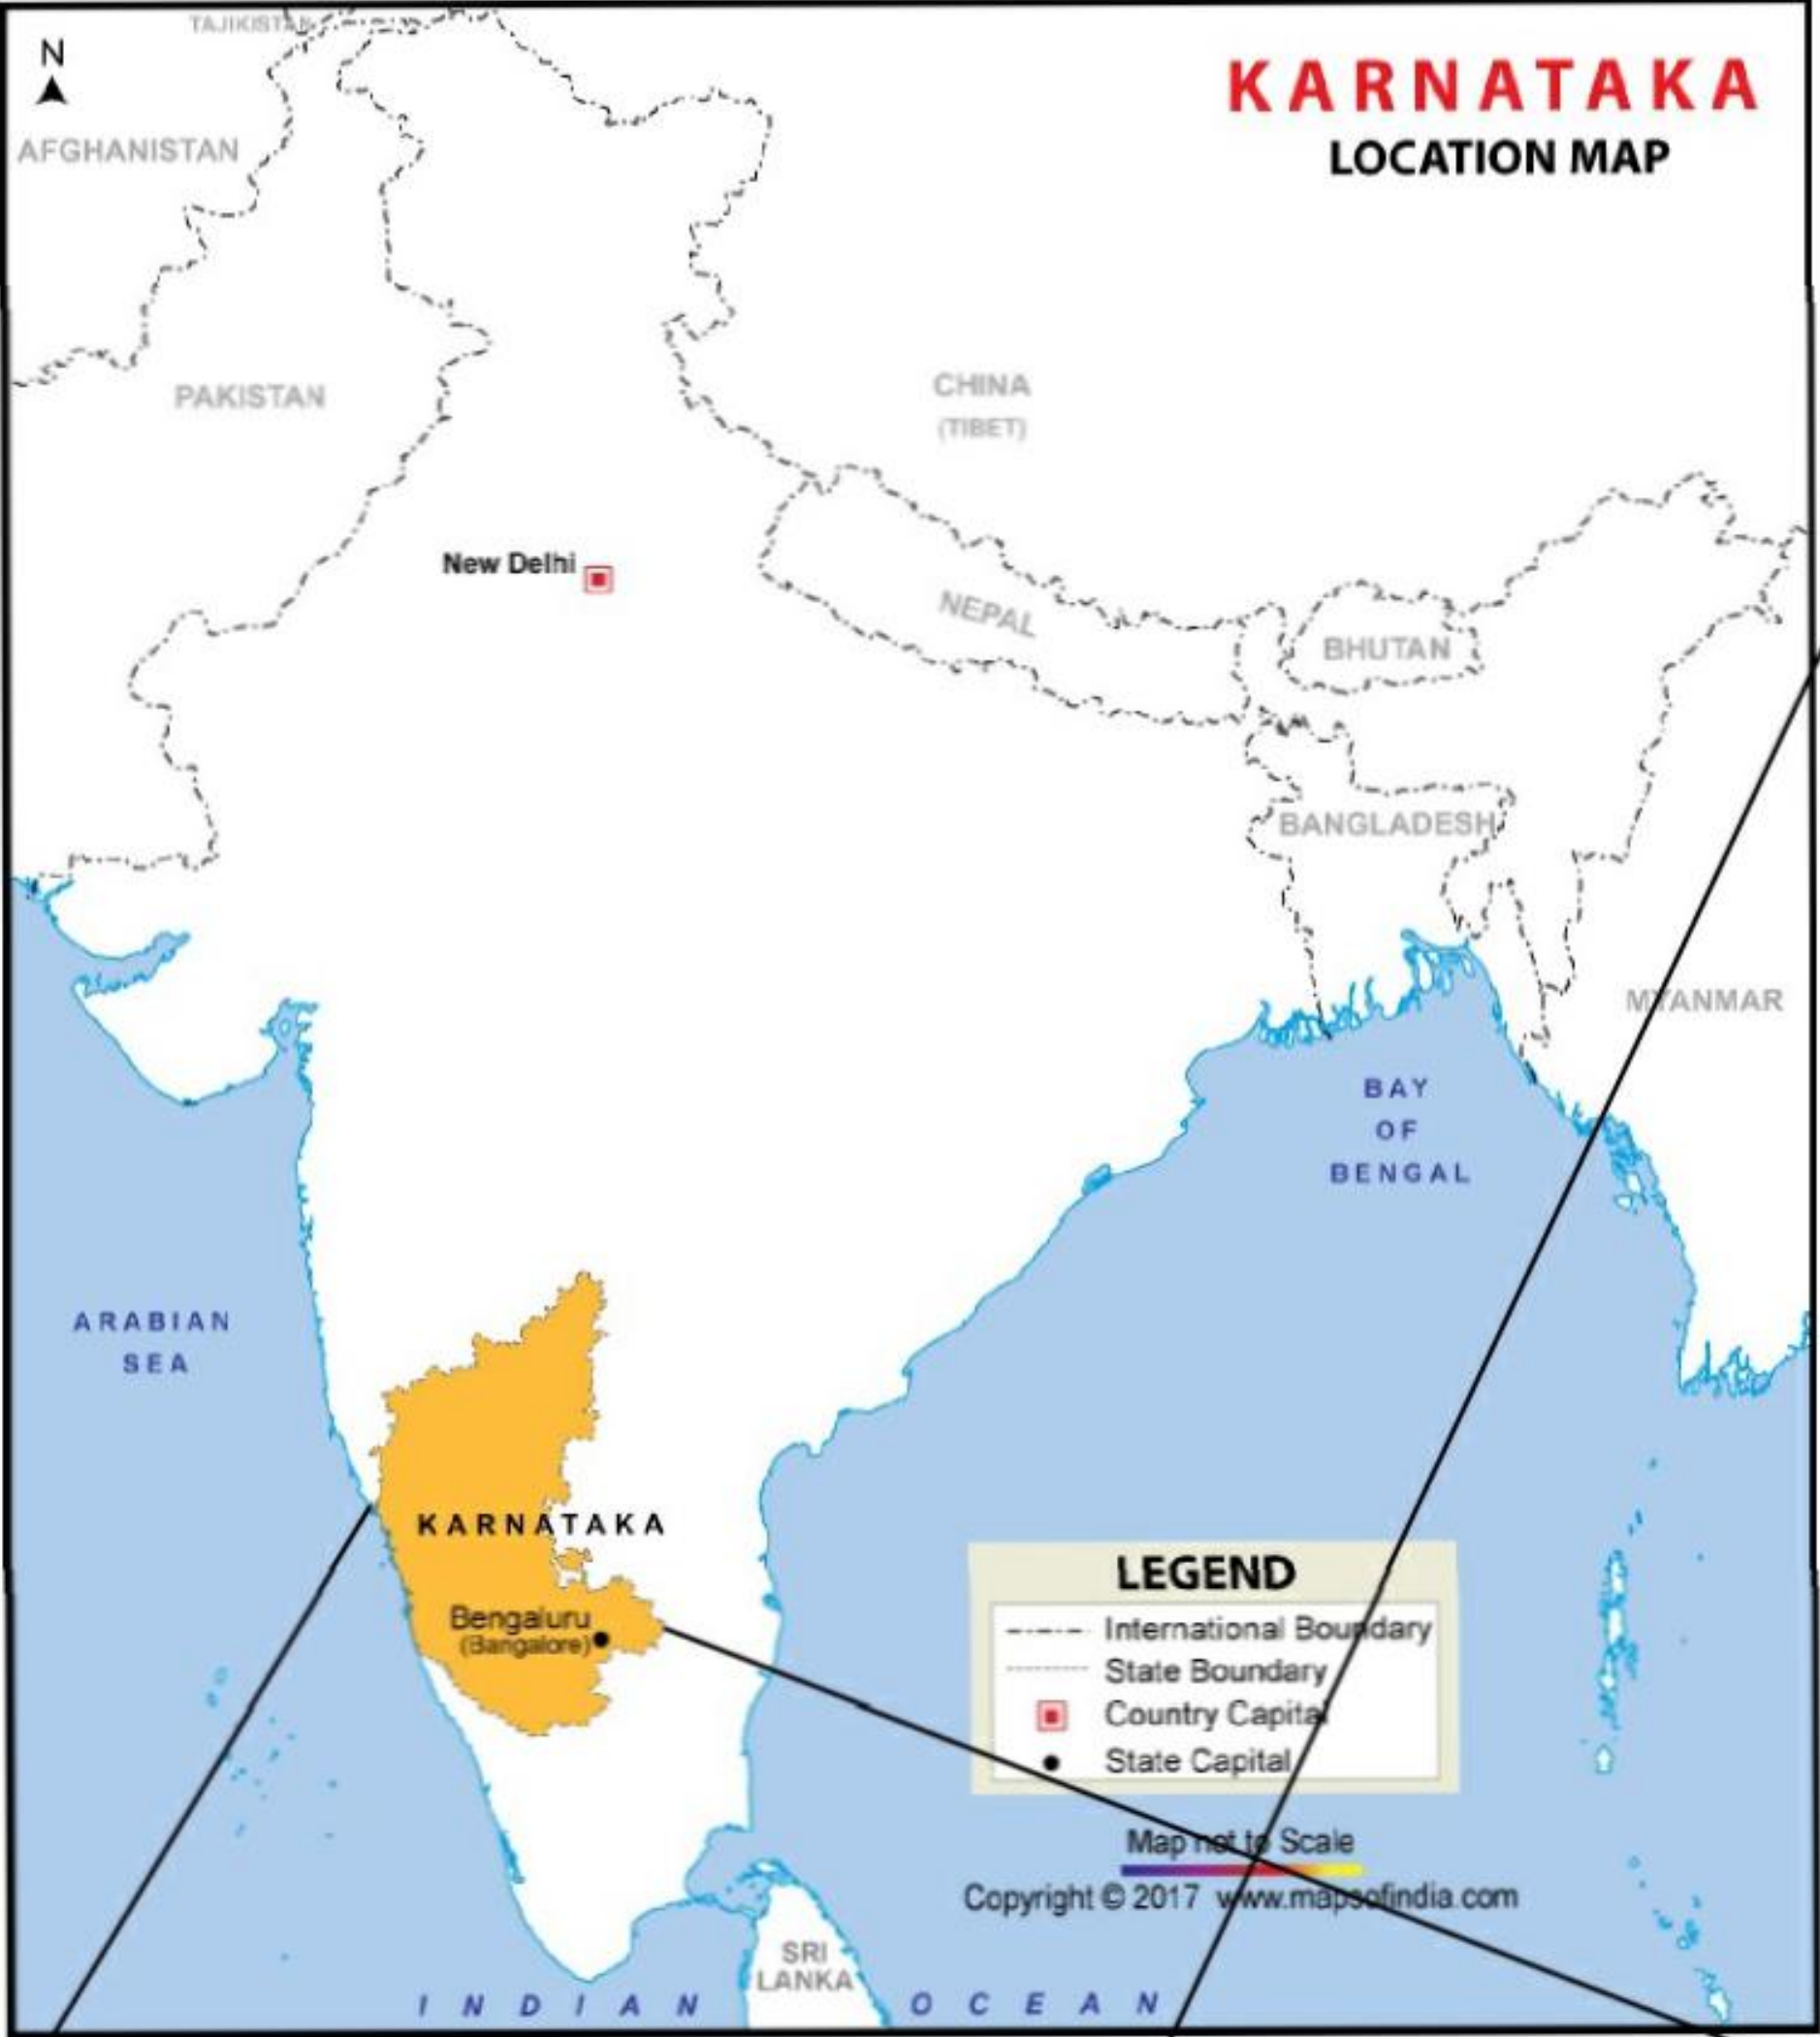 TAJIKISTAN
N
KARNATAKA
LOCATION MAP
AFGHANISTAN
PAKISTAN
CHINA
(TIBET)
New Delhi
NEPAL
BHUTAN
BANGLADESH
MYANMAR
BAY
OF
BENGAL
ARABIAN
SEA
KARNATAKA
Bengaluru
(Bangalore)
LEGEND
International Boundary
State Boundary
Country Capital
State Capital
Map not to Scale
Copyright © 2017 www.mapsofindia.com
SRI
LANKA
INDIAN OCEAN